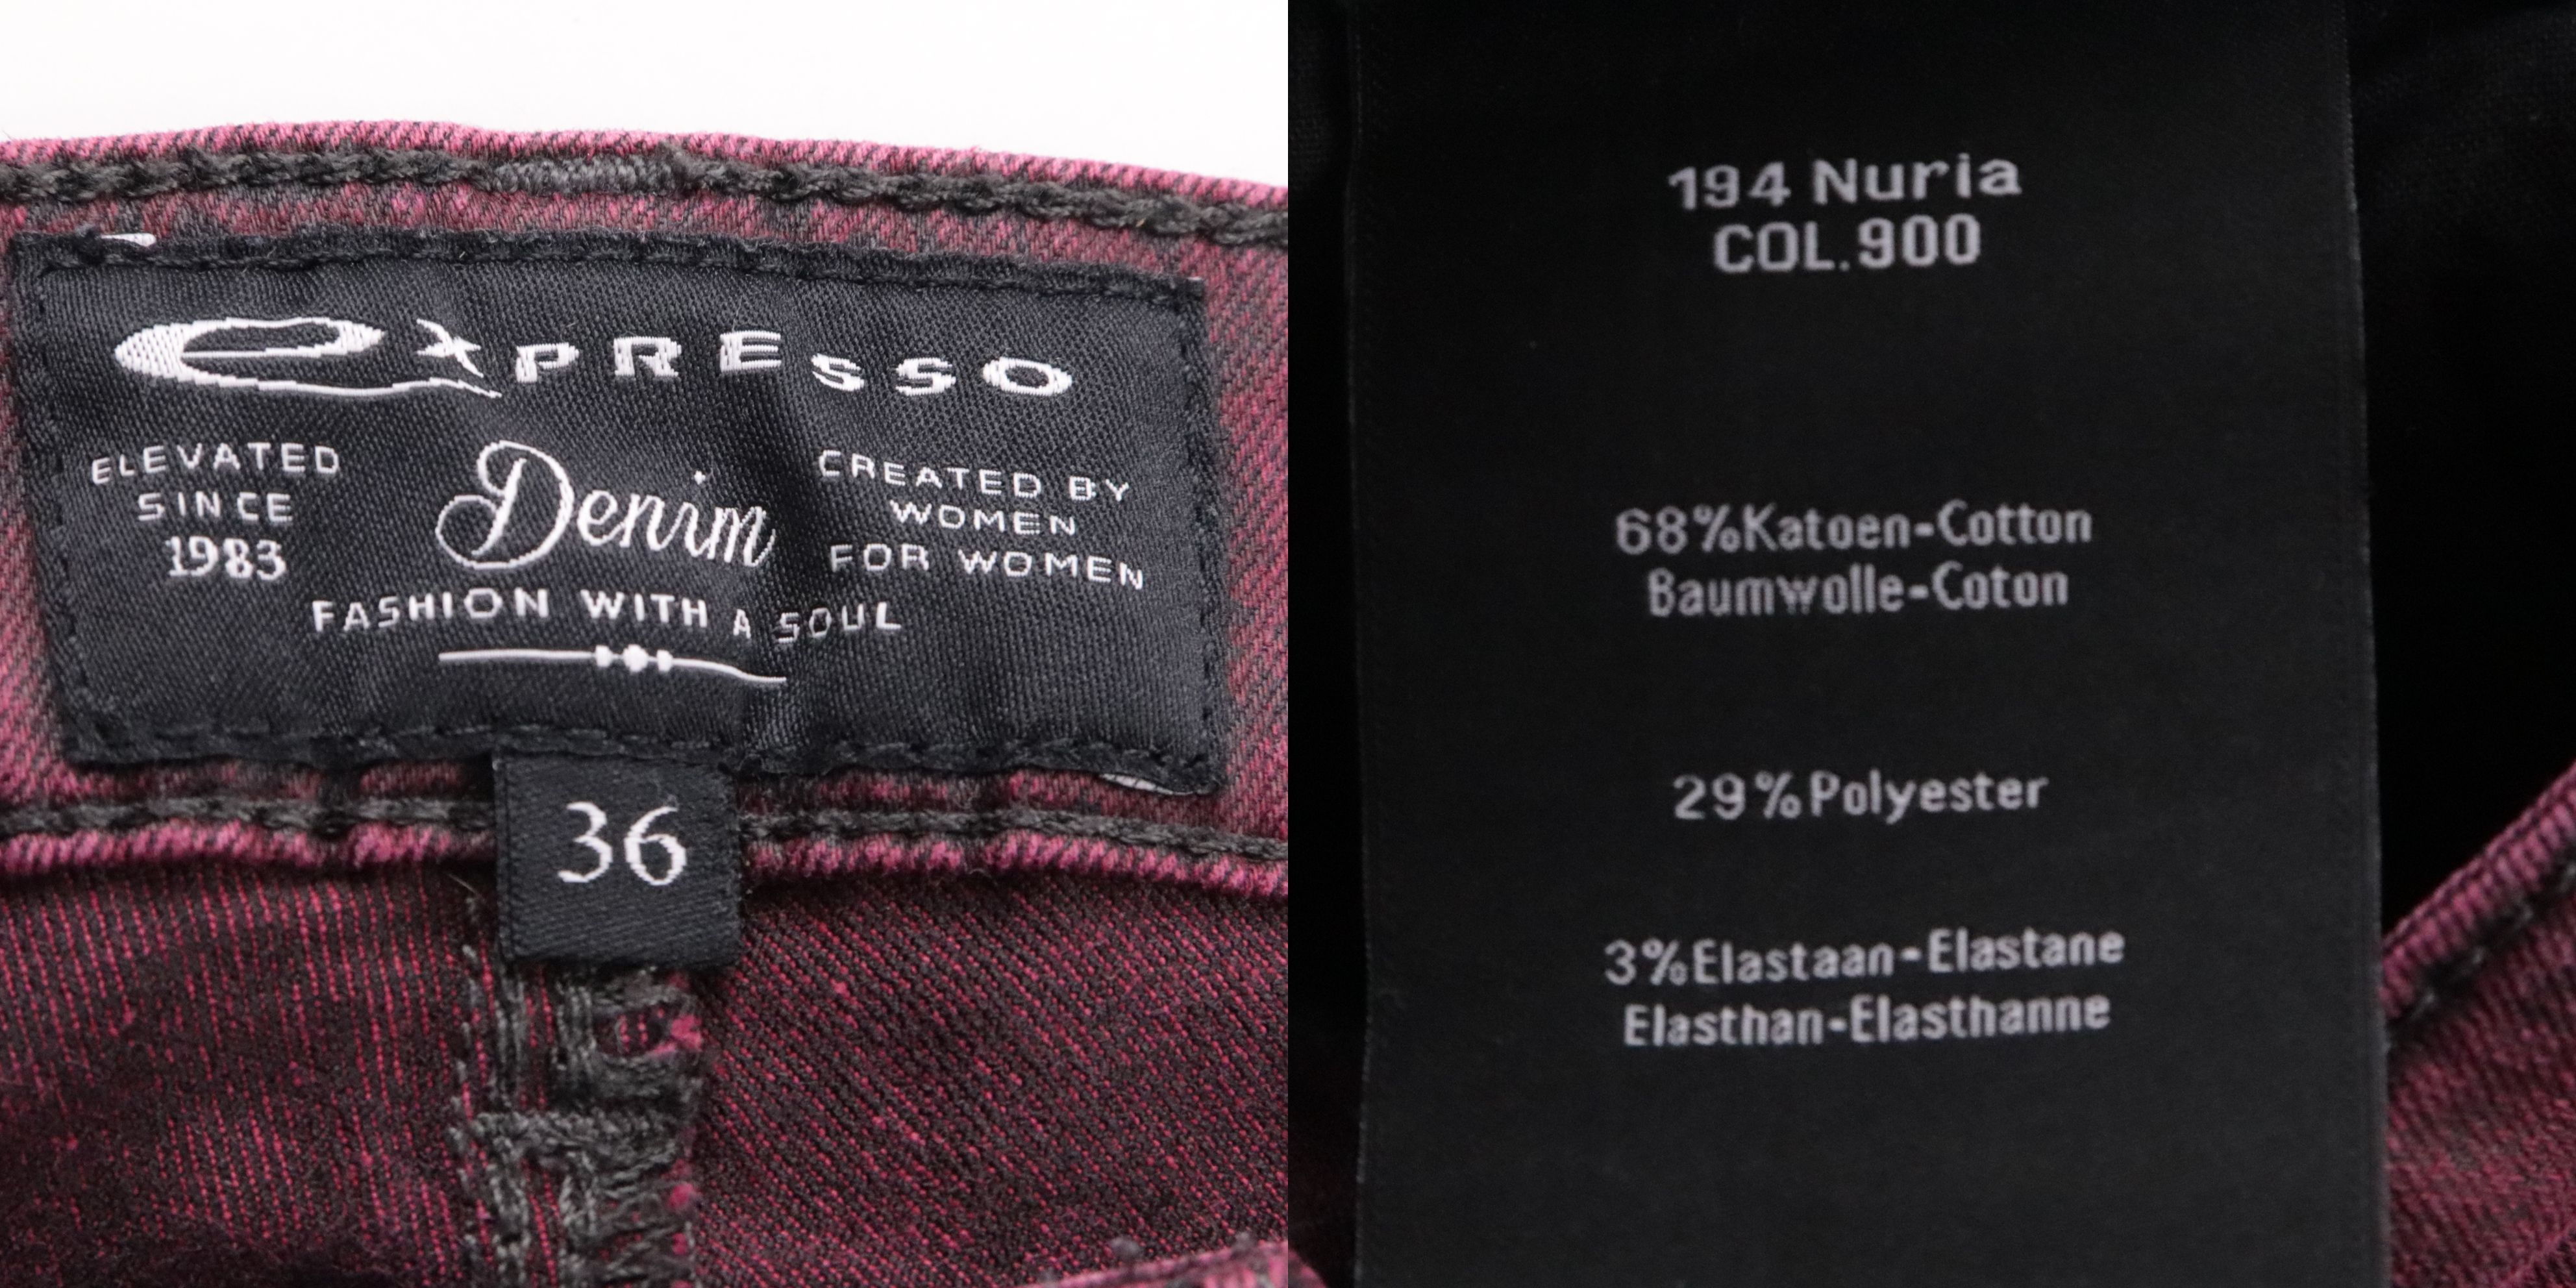 eXPRESSO
ELEVATED
SINCE
1983
Denim
CREATED BY
WOMEN
FOR WOMEN
FASHION WITH A SOUL
36
194 Nuria
COL.900
68%Katoen-Cotton
Baumwolle-Coton
29%Polyester
3%Elastaan-Elastane
Elasthan-Elasthanne